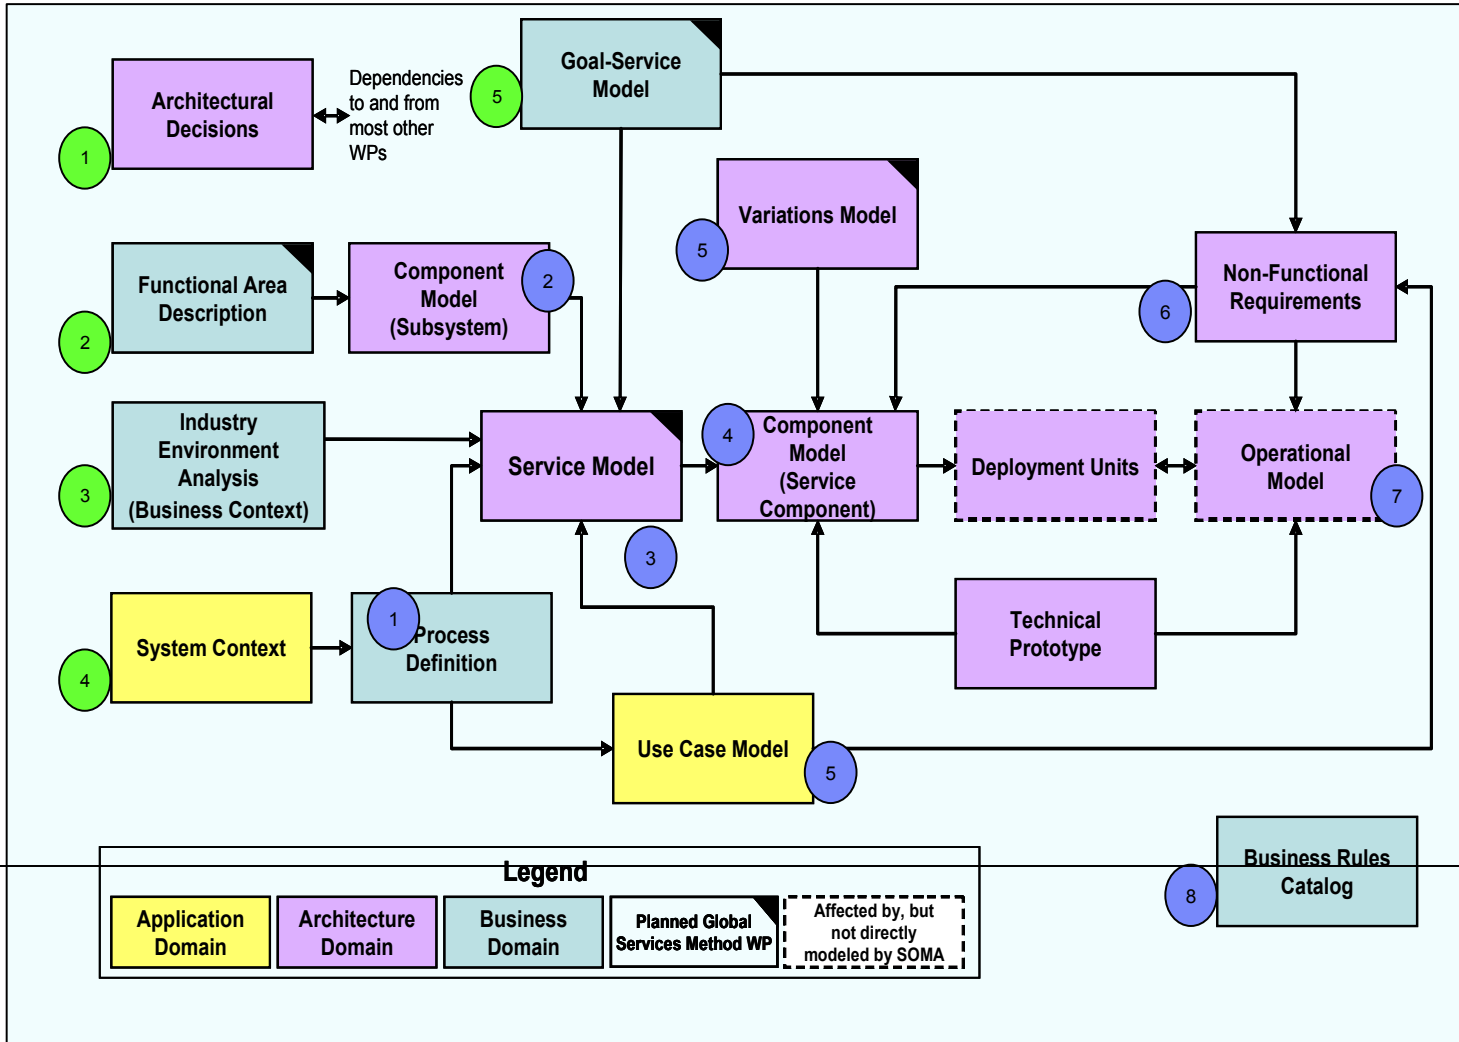 Architectural
Decisions
1
Dependencies
to and from
most other
WPs
5
Goal-Service
Model
Variations Model
5
Functional Area
Description
2
Component
Model
(Subsystem)
2
Non-Functional
Requirements
6
Industry
Environment
Analysis
(Business Context)
3
Service Model
3
4
Component
Model
(Service
Component)
Deployment Units
Operational
Model
7
System Context
4
1
Process
Definition
Technical
Prototype
Use Case Model
5
Business Rules
Catalog
8
Legend
Application
Domain
Architecture
Domain
Business
Domain
Planned Global
Services Method WP
Affected by, but
not directly
modeled by SOMA